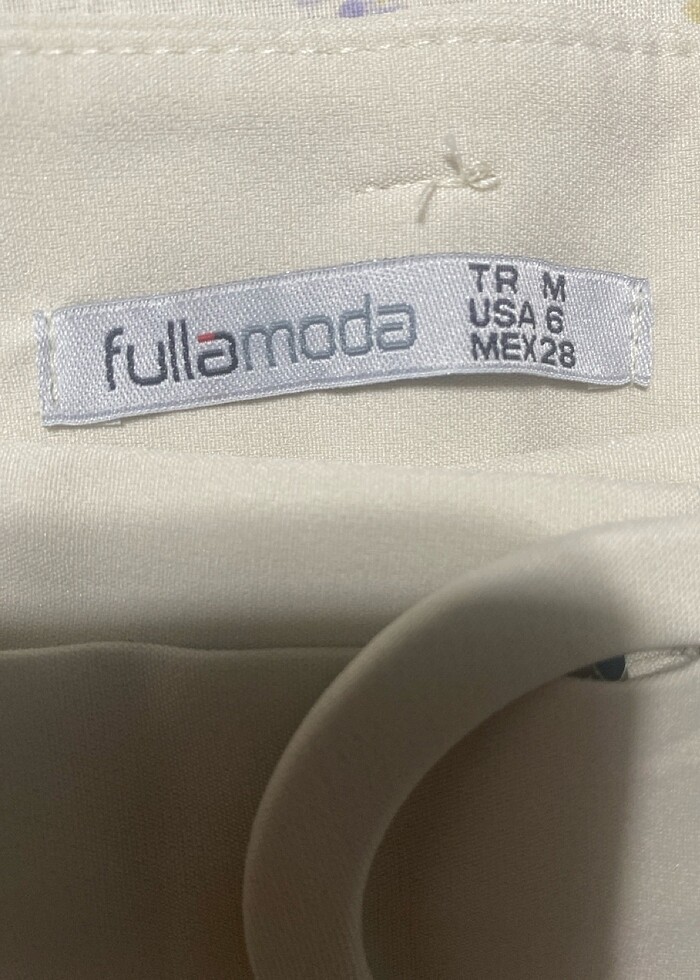 fullamoda
TR M
USA 6
MEX 28